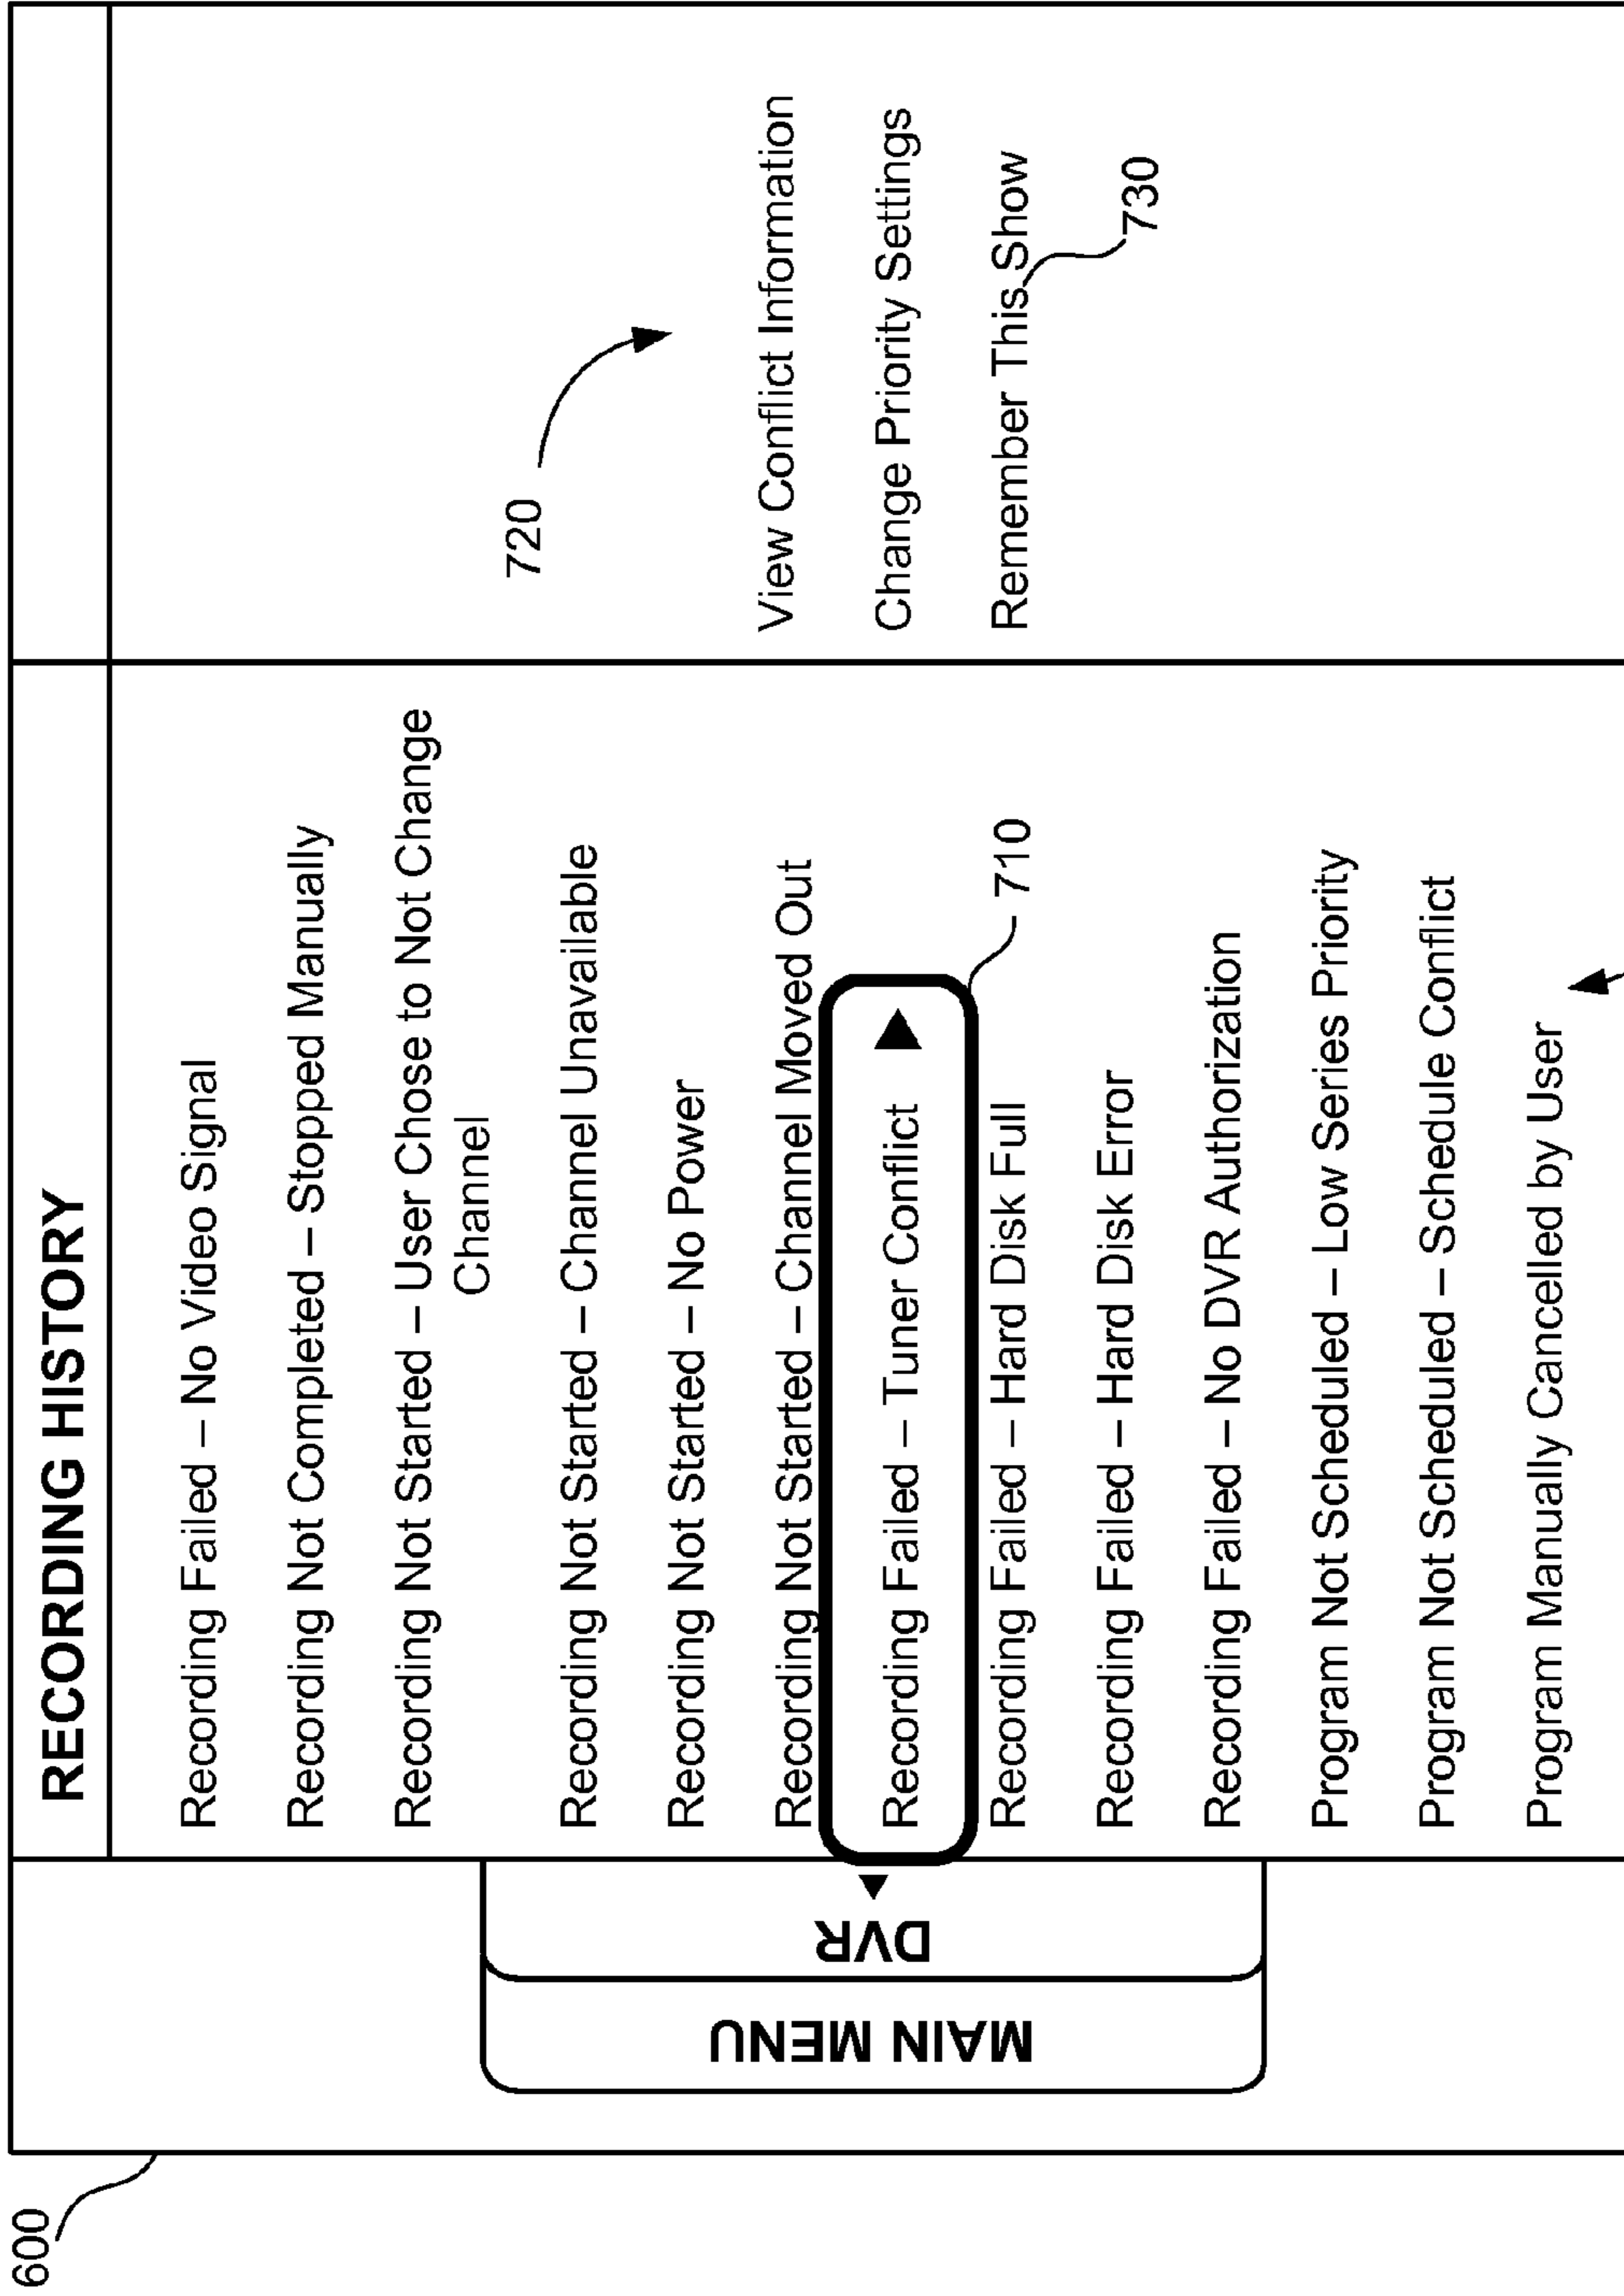 600
RECORDING HISTORY
MAIN MENU
DVR
Recording Failed – No Video Signal
Recording Not Completed – Stopped Manually
Recording Not Started – User Chose to Not Change
Channel
Recording Not Started – Channel Unavailable
Recording Not Started – No Power
Recording Not Started – Channel Moved Out
Recording Failed – Tuner Conflict
710
Recording Failed – Hard Disk Full
Recording Failed – Hard Disk Error
Recording Failed – No DVR Authorization
Program Not Scheduled – Low Series Priority
Program Not Scheduled – Schedule Conflict
Program Manually Cancelled by User
720
View Conflict Information
Change Priority Settings
Remember This Show
730